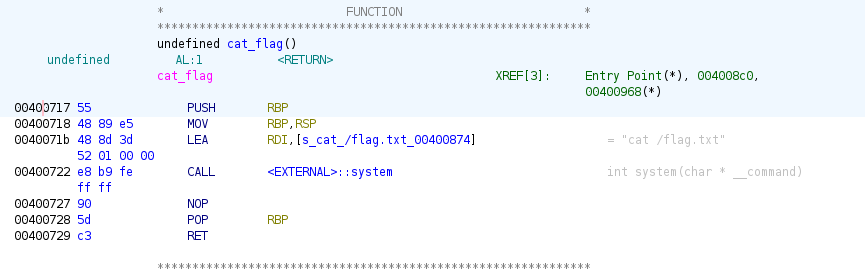 * FUNCTION *
**************************************************************
undefined cat_flag()
undefined AL:1 <RETURN>
cat_flag XREF[3]: Entry Point(*), 004008c0,
00400968(*)
00400717 55 PUSH RBP
00400718 48 89 e5 MOV RBP,RSP
0040071b 48 8d 3d LEA RDI,[s_cat_/flag.txt_00400874] = "cat /flag.txt"
52 01 00 00
00400722 e8 b9 fe CALL <EXTERNAL>::system int system(char * __command)
ff ff
00400727 90 NOP
00400728 5d POP RBP
00400729 c3 RET
**************************************************************